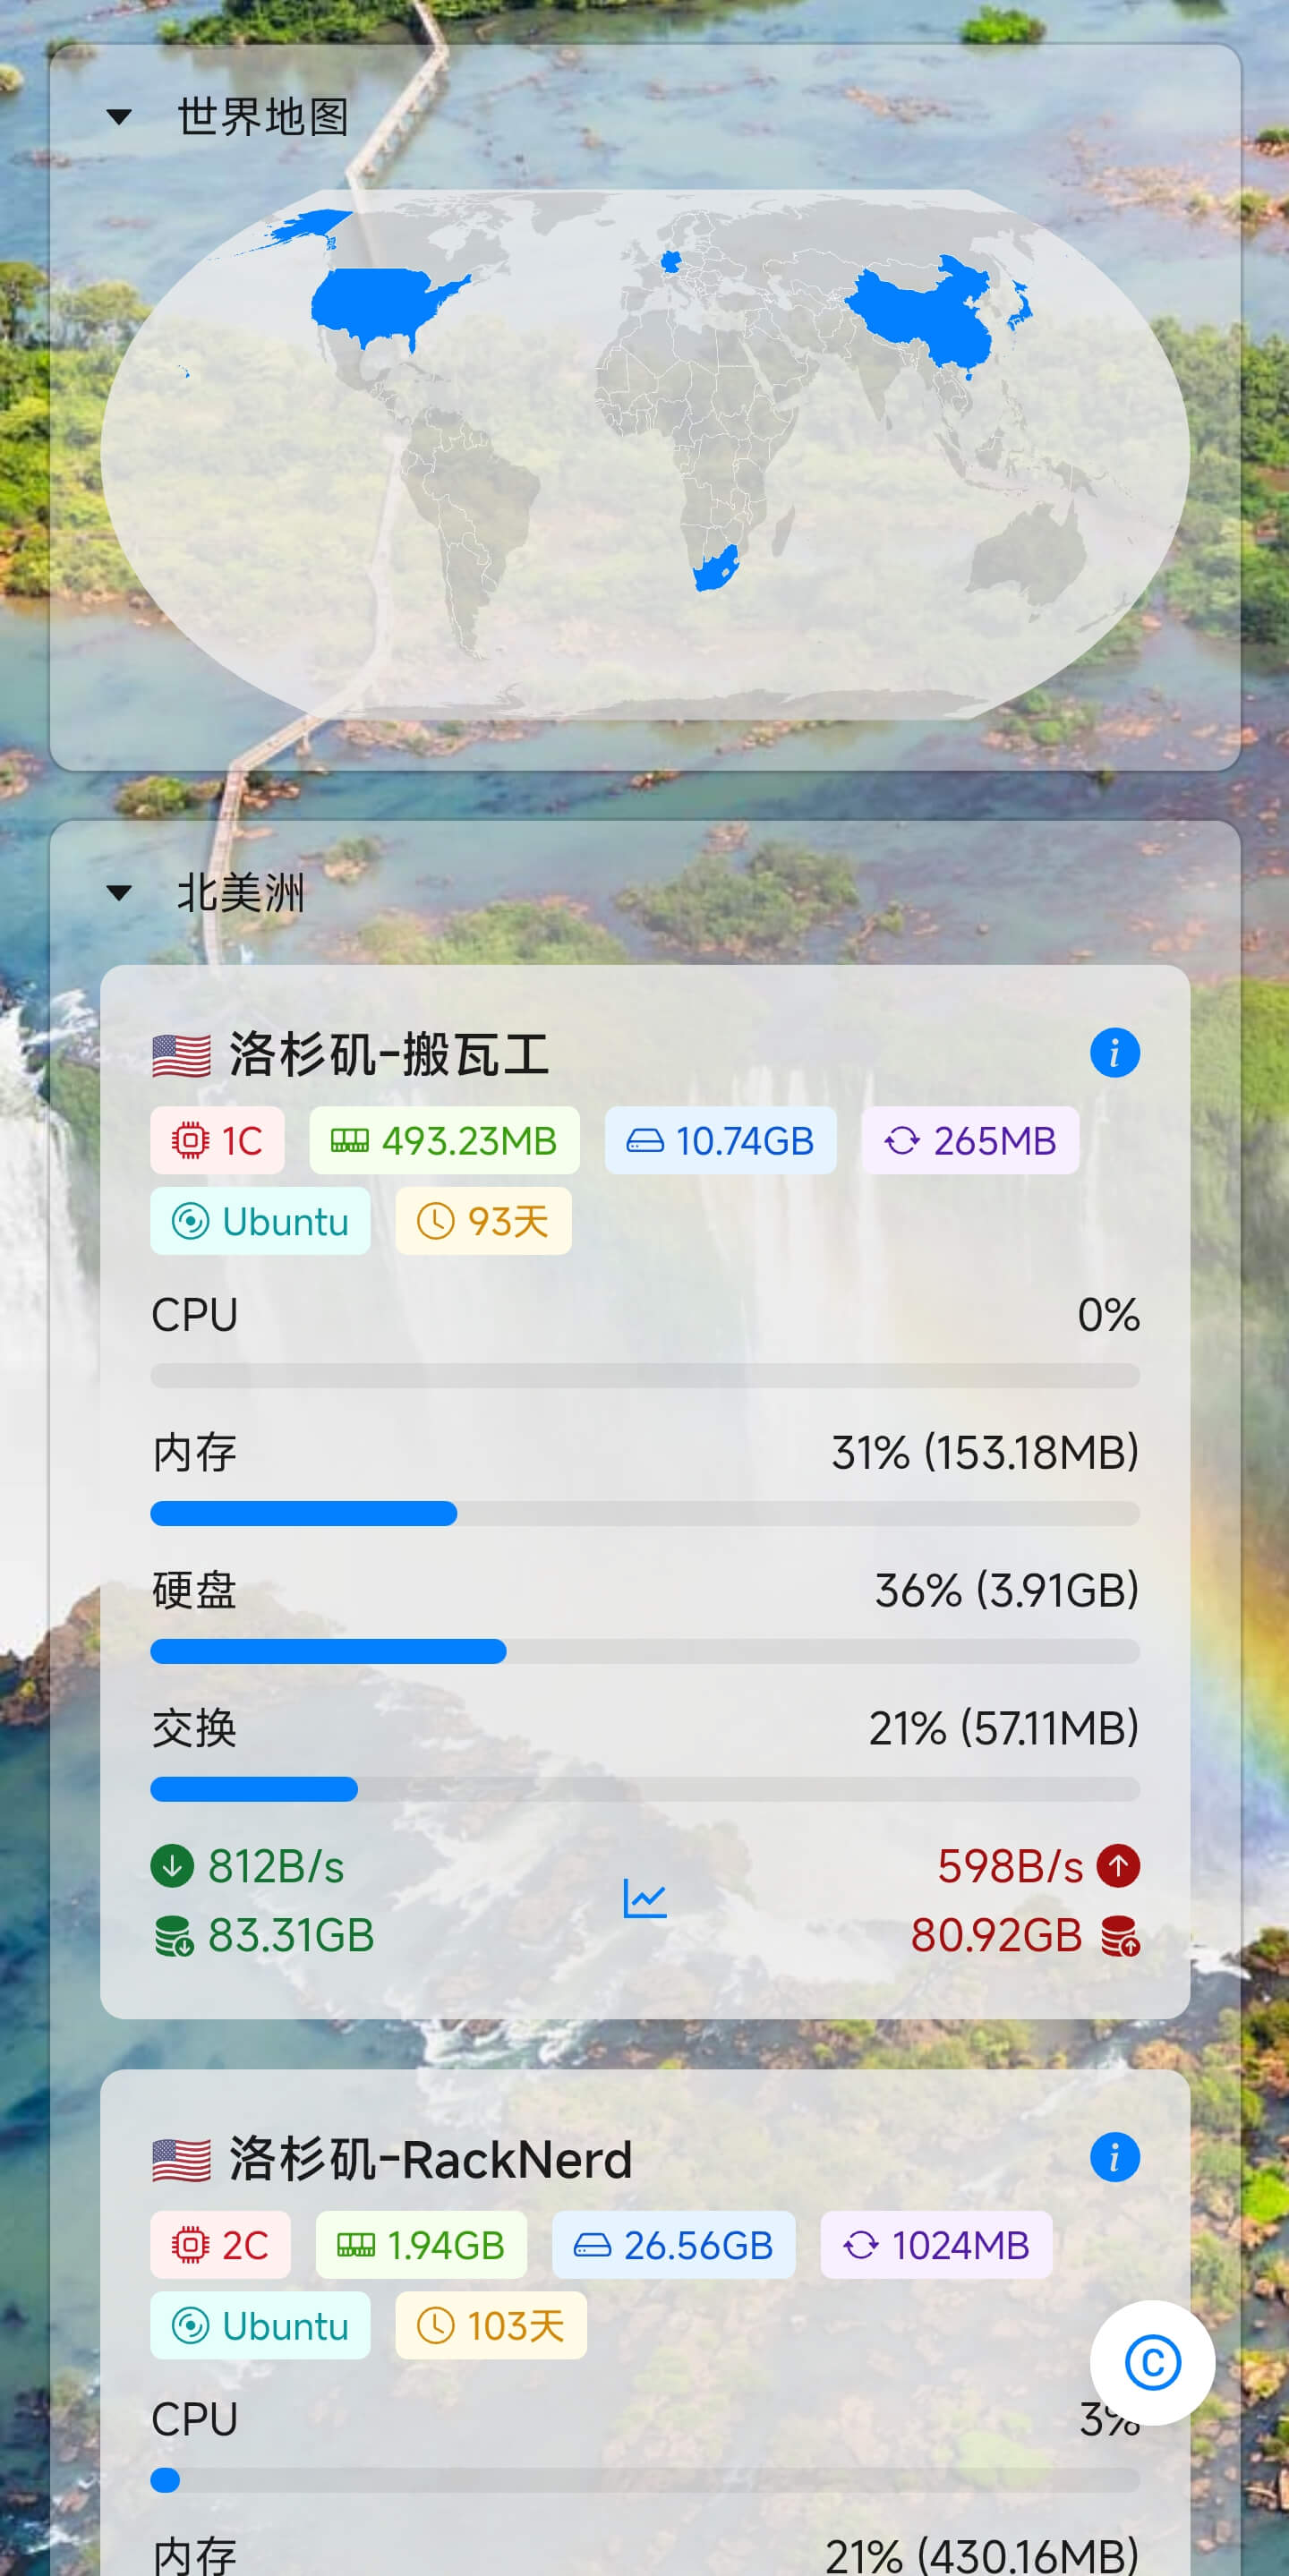 世界地图
北美洲
洛杉矶-搬瓦工
1C 493.23MB 10.74GB 265MB
Ubuntu 93天
CPU 0%
内存 31% (153.18MB)
硬盘 36% (3.91GB)
交换 21% (57.11MB)
812B/s 598B/s
83.31GB 80.92GB
洛杉矶-RackNerd
2C 1.94GB 26.56GB 1024MB
Ubuntu 103天
CPU 3%
内存 21% (430.16MB)